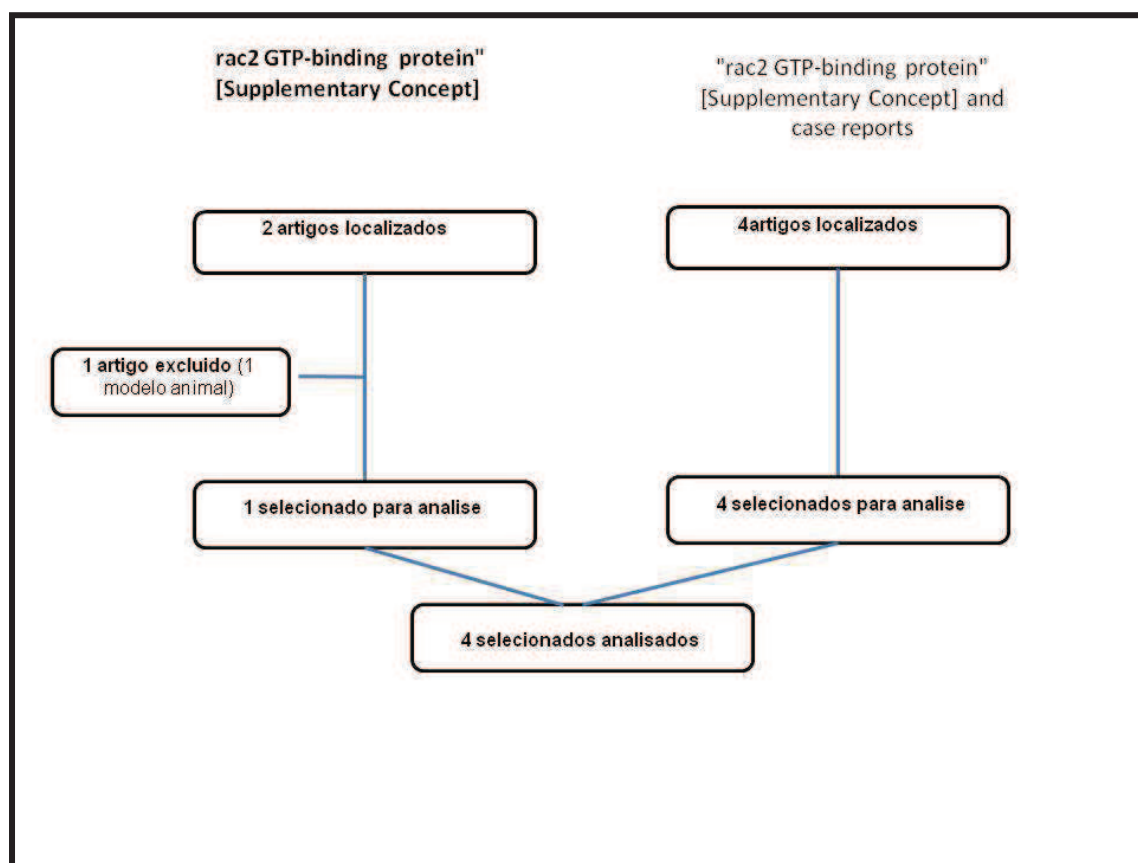 rac2 GTP-binding protein"
[Supplementary Concept]
"rac2 GTP-binding protein"
[Supplementary Concept] and
case reports
2 artigos localizados
4artigos localizados
1 artigo excluido (1
modelo animal)
1 selecionado para analise
4 selecionados para analise
4 selecionados analisados